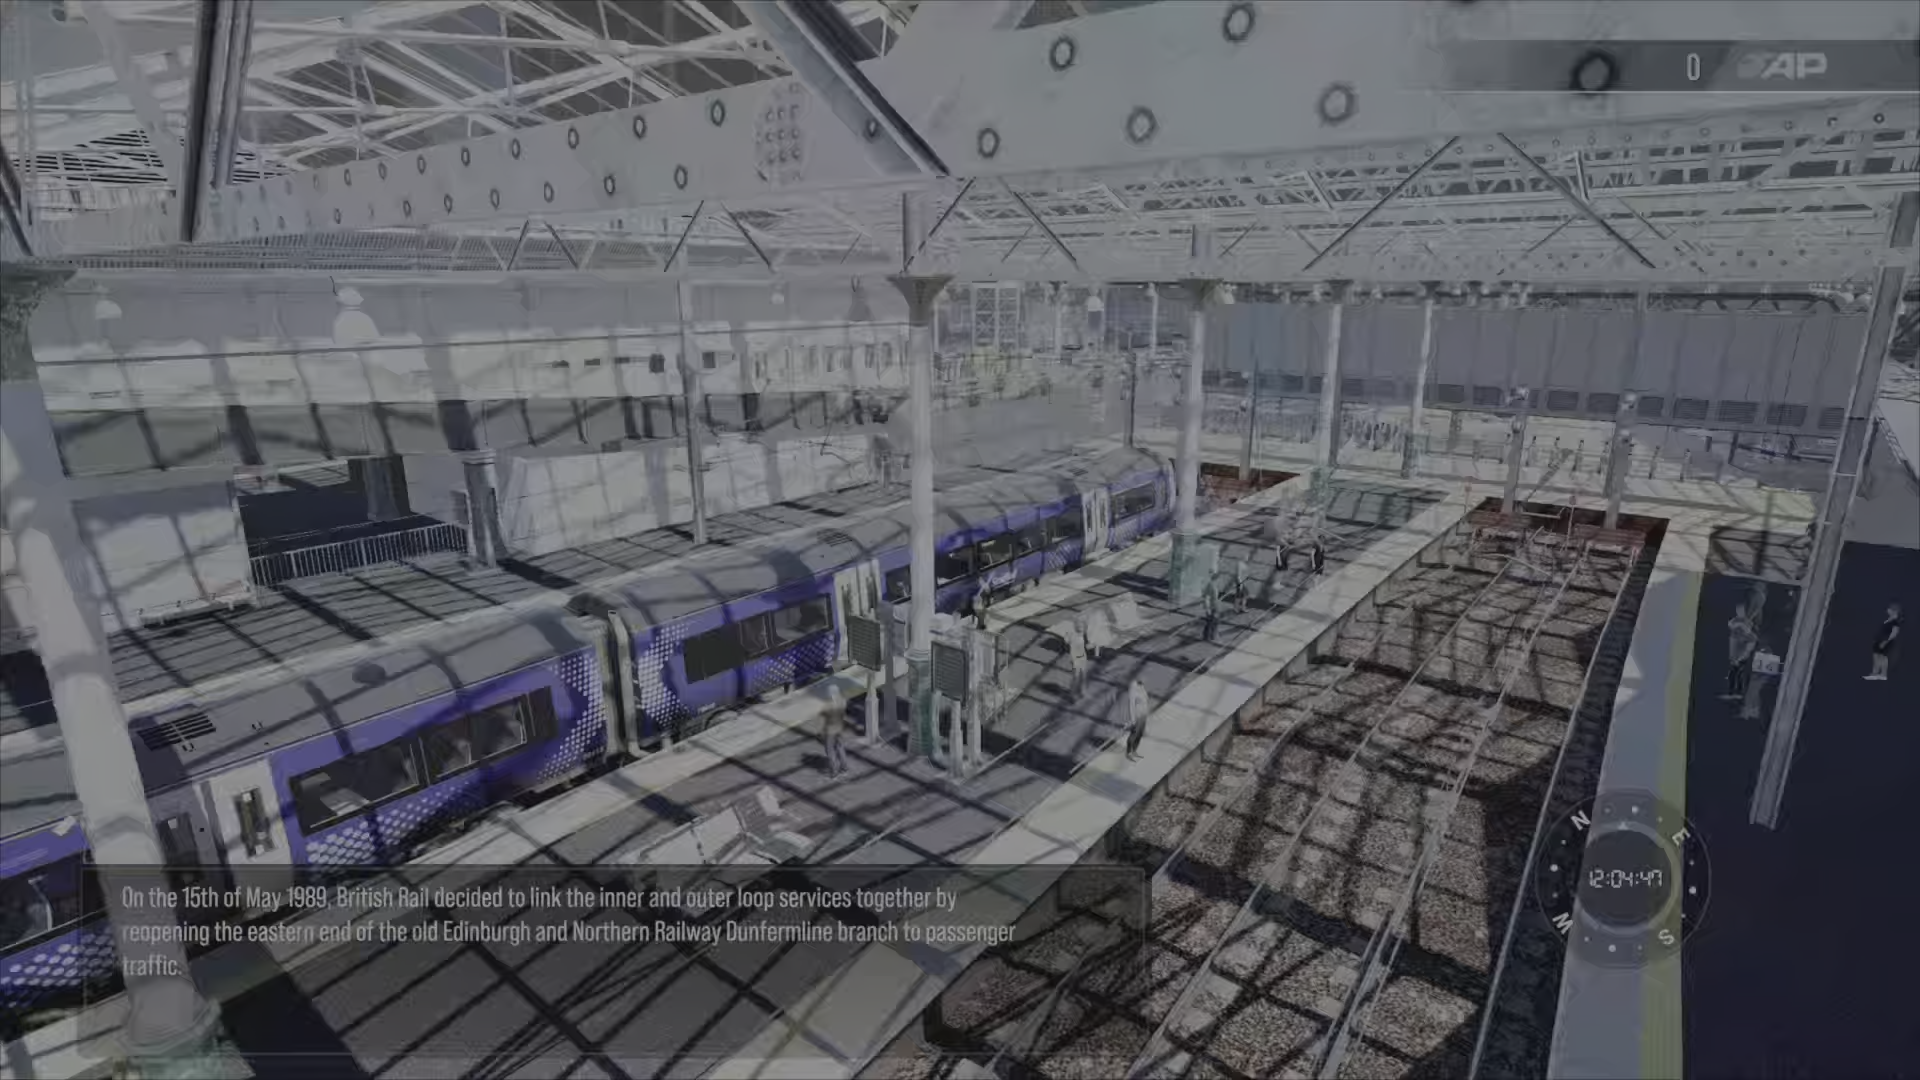 0 AP
On the 15th of May 1989, British Rail decided to link the inner and outer loop services together by
reopening the eastern end of the old Edinburgh and Northern Railway Dunfermline branch to passenger
traffic.
N
E
12:04:47
W
S